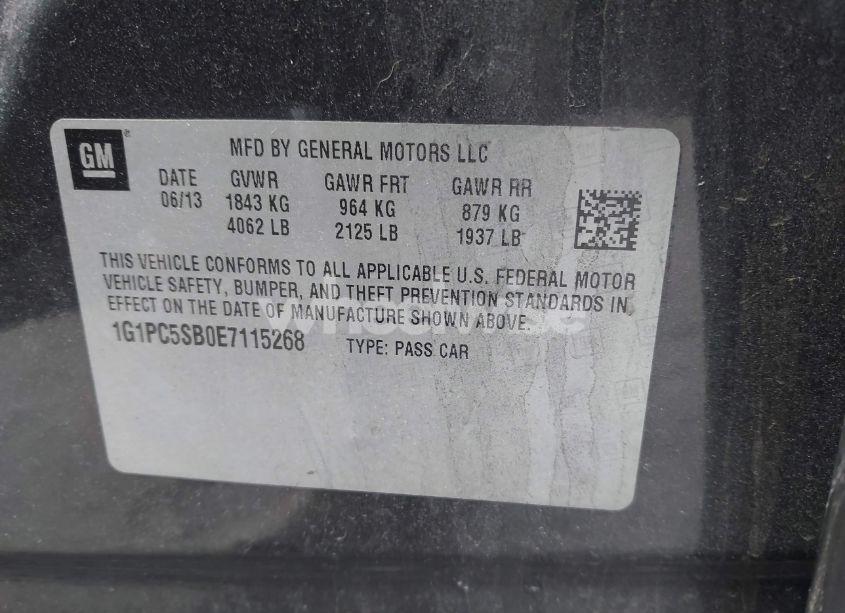 GM
MFD BY GENERAL MOTORS LLC
DATE GVWR GAWR FRT GAWR RR
06/13 1843 KG 964 KG 879 KG
4062 LB 2125 LB 1937 LB
THIS VEHICLE CONFORMS TO ALL APPLICABLE U.S. FEDERAL MOTOR
VEHICLE SAFETY, BUMPER, AND THEFT PREVENTION STANDARDS IN
EFFECT ON THE DATE OF MANUFACTURE SHOWN ABOVE.
1G1PC5SB0E7115268 TYPE: PASS CAR